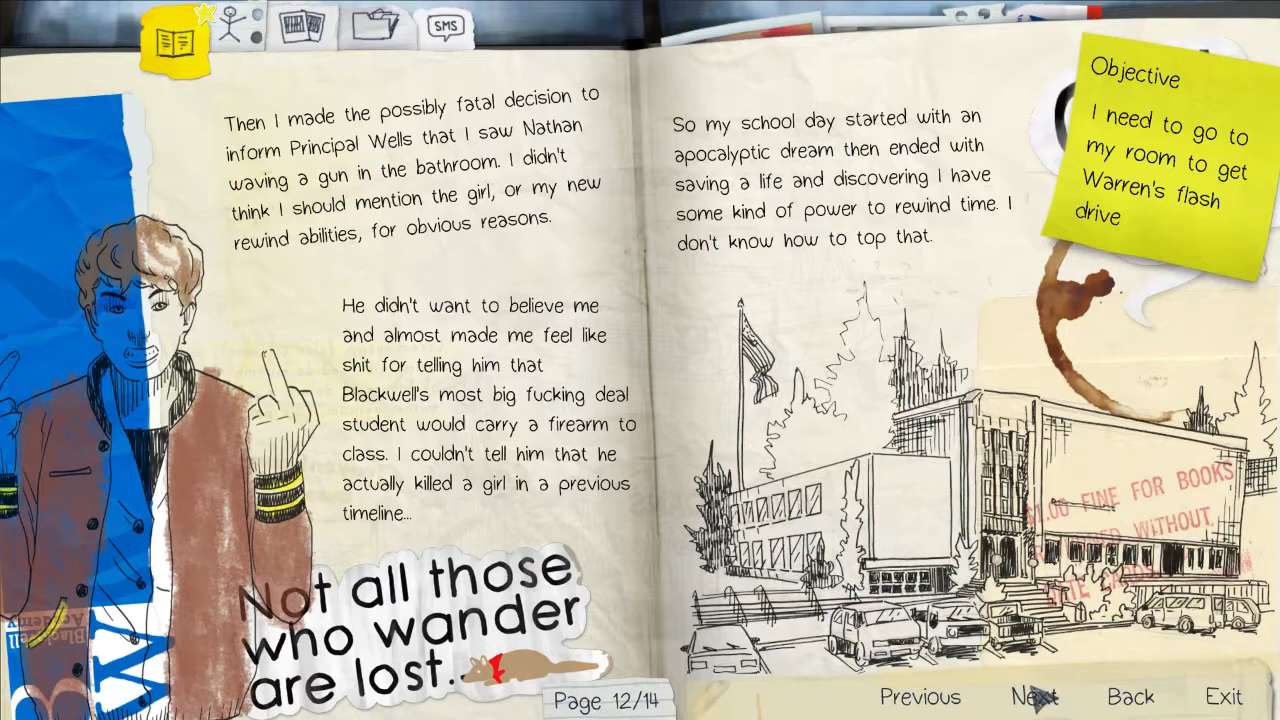 SMS
Then I made the possibly fatal decision to
inform Principal Wells that I saw Nathan
waving a gun in the bathroom. I didn't
think I should mention the girl, or my new
rewind abilities, for obvious reasons.
He didn't want to believe me
and almost made me feel like
shit for telling him that
Blackwell's most big fucking deal
student would carry a firearm to
class. I couldn't tell him that he
actually killed a girl in a previous
timeline...
Blackwell
Academy
Not all those
who wander
are lost.
Page 12/14
So my school day started with an
apocalyptic dream then ended with
saving a life and discovering I have
some kind of power to rewind time. I
don't know how to top that.
Objective
I need to go to
my room to get
Warren's flash
drive
FINE FOR BOOKS
WITHOUT
Previous Next Back Exit